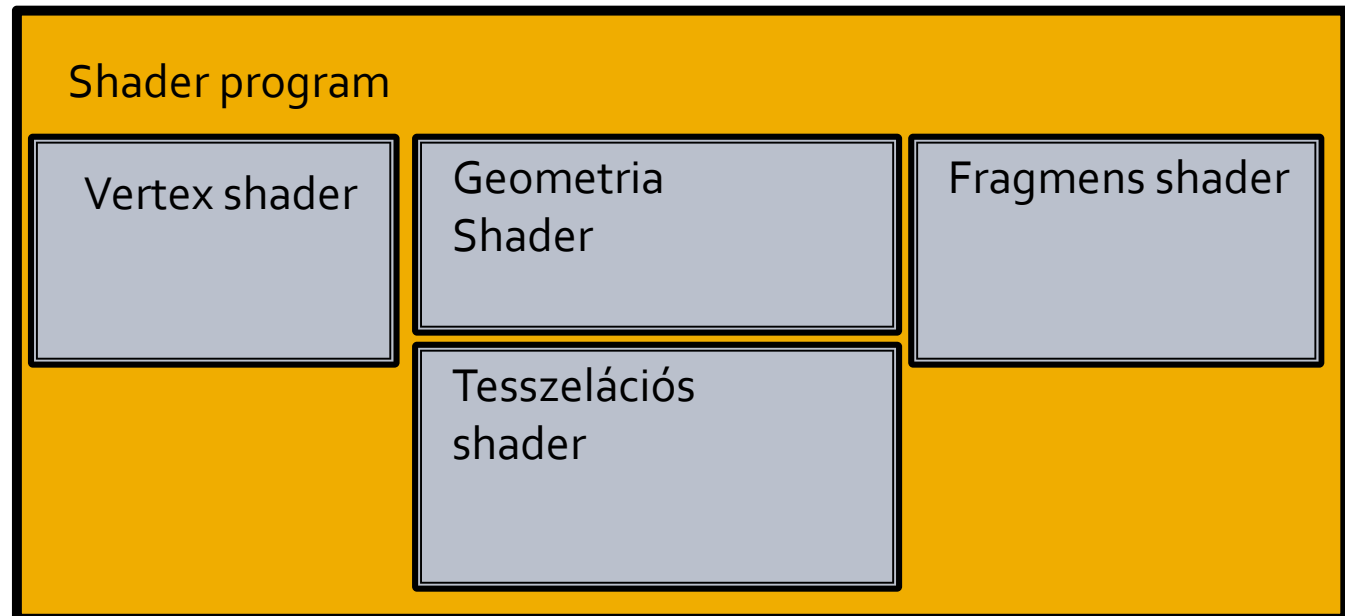 Shader program
Vertex shader
Geometria
Shader
Fragmens shader
Tesszelációs
shader